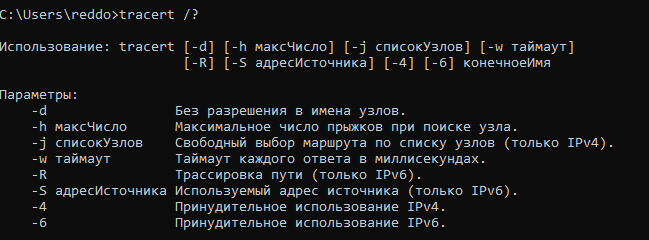 C:\Users\reddo>tracert /?
Использование: tracert [-d] [-h максЧисло] [-j списокУзлов] [-w таймаут]
[-R] [-S адресИсточника] [-4] [-6] конечноеИмя
Параметры:
-d Без разрешения в имена узлов.
-h максЧисло Максимальное число прыжков при поиске узла.
-j списокУзлов Свободный выбор маршрута по списку узлов (только IPv4).
-w таймаут Таймаут каждого ответа в миллисекундах.
-R Трассировка пути (только IPv6).
-S адресИсточника Используемый адрес источника (только IPv6).
-4 Принудительное использование IPv4.
-6 Принудительное использование IPv6.